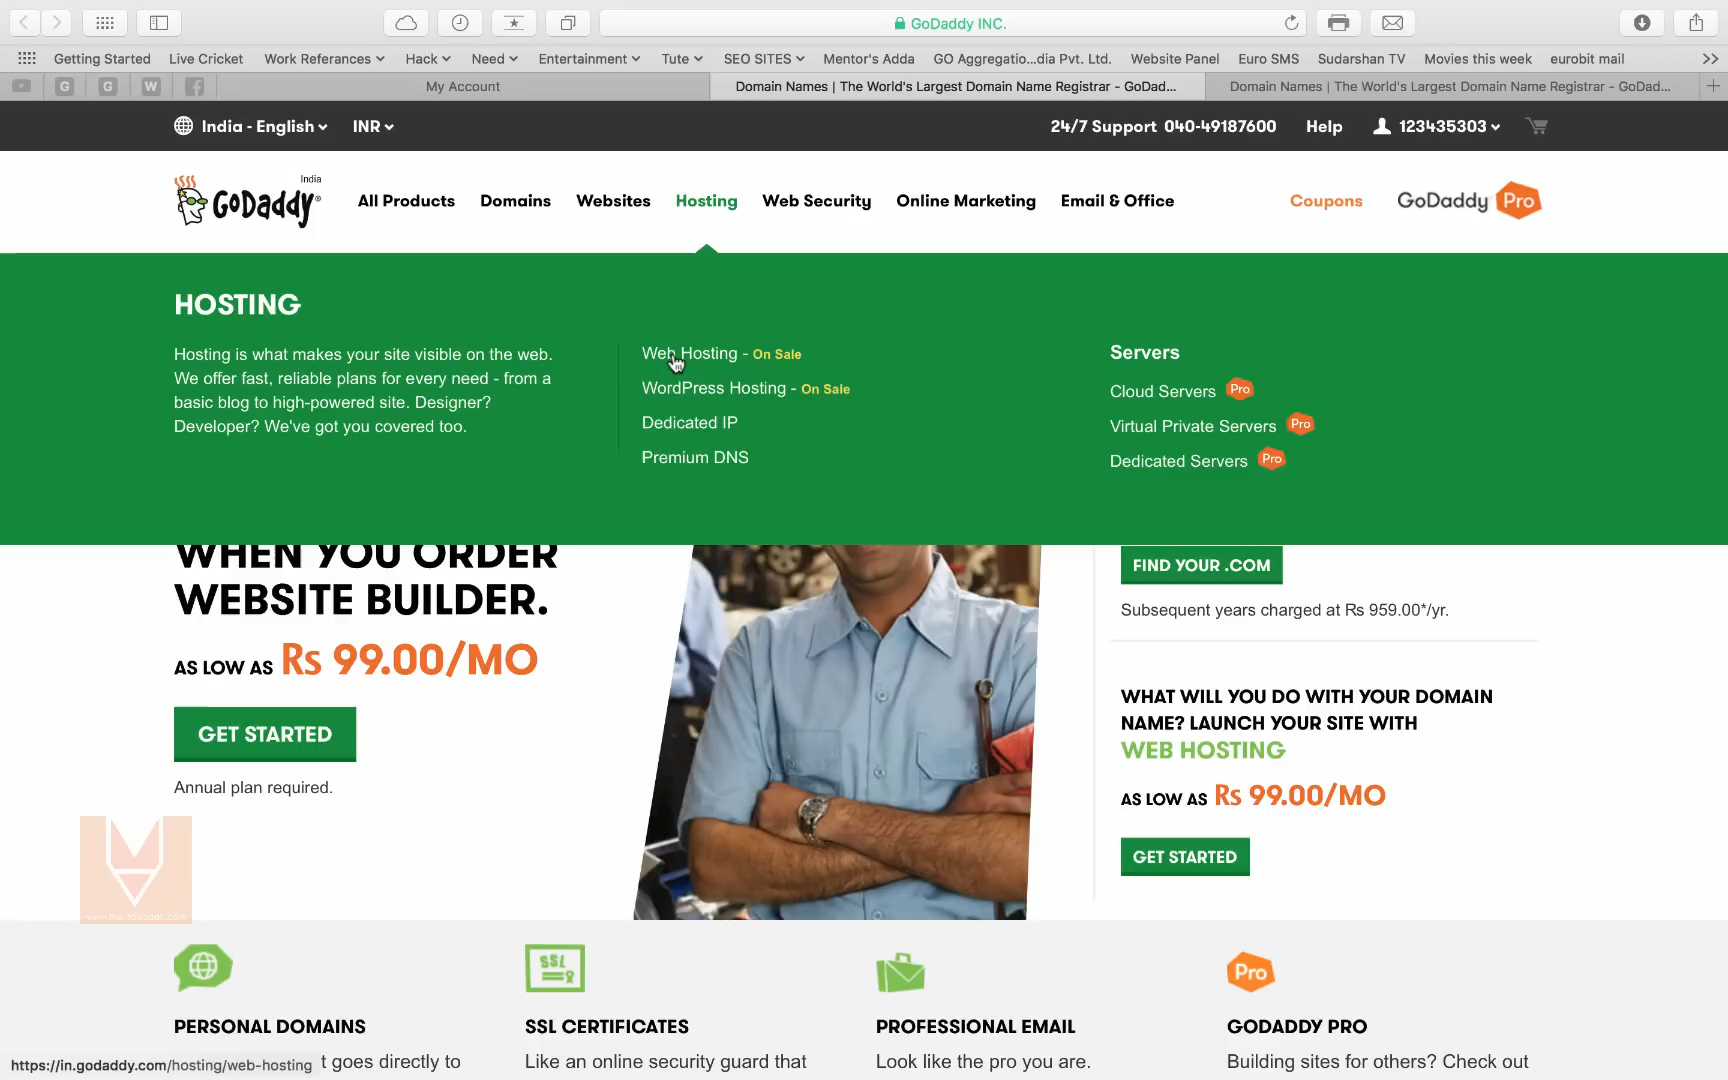 GoDaddy INC.
Getting Started Live Cricket Work Referances Hack Need Entertainment Tute SEO SITES Mentor's Adda GO Aggregatio...dia Pvt. Ltd. Website Panel Euro SMS Sudarshan TV Movies this week eurobit mail
G G W My Account Domain Names | The World's Largest Domain Name Registrar - GoDad... Domain Names | The World's Largest Domain Name Registrar - GoDad...
India - English INR 24/7 Support 040-49187600 Help 123435303
India
GoDaddy All Products Domains Websites Hosting Web Security Online Marketing Email & Office Coupons GoDaddy Pro
HOSTING
Hosting is what makes your site visible on the web.
We offer fast, reliable plans for every need - from a
basic blog to high-powered site. Designer?
Developer? We've got you covered too.
Web Hosting - On Sale
WordPress Hosting - On Sale
Dedicated IP
Premium DNS
Servers
Cloud Servers Pro
Virtual Private Servers Pro
Dedicated Servers Pro
WHEN YOU ORDER
WEBSITE BUILDER.
AS LOW AS Rs 99.00/MO
GET STARTED
Annual plan required.
FIND YOUR .COM
Subsequent years charged at Rs 959.00*/yr.
WHAT WILL YOU DO WITH YOUR DOMAIN
NAME? LAUNCH YOUR SITE WITH
WEB HOSTING
AS LOW AS Rs 99.00/MO
GET STARTED
SSL
Pro
PERSONAL DOMAINS
SSL CERTIFICATES
PROFESSIONAL EMAIL
GODADDY PRO
t goes directly to
Like an online security guard that
Look like the pro you are.
Building sites for others? Check out
https://in.godaddy.com/hosting/web-hosting